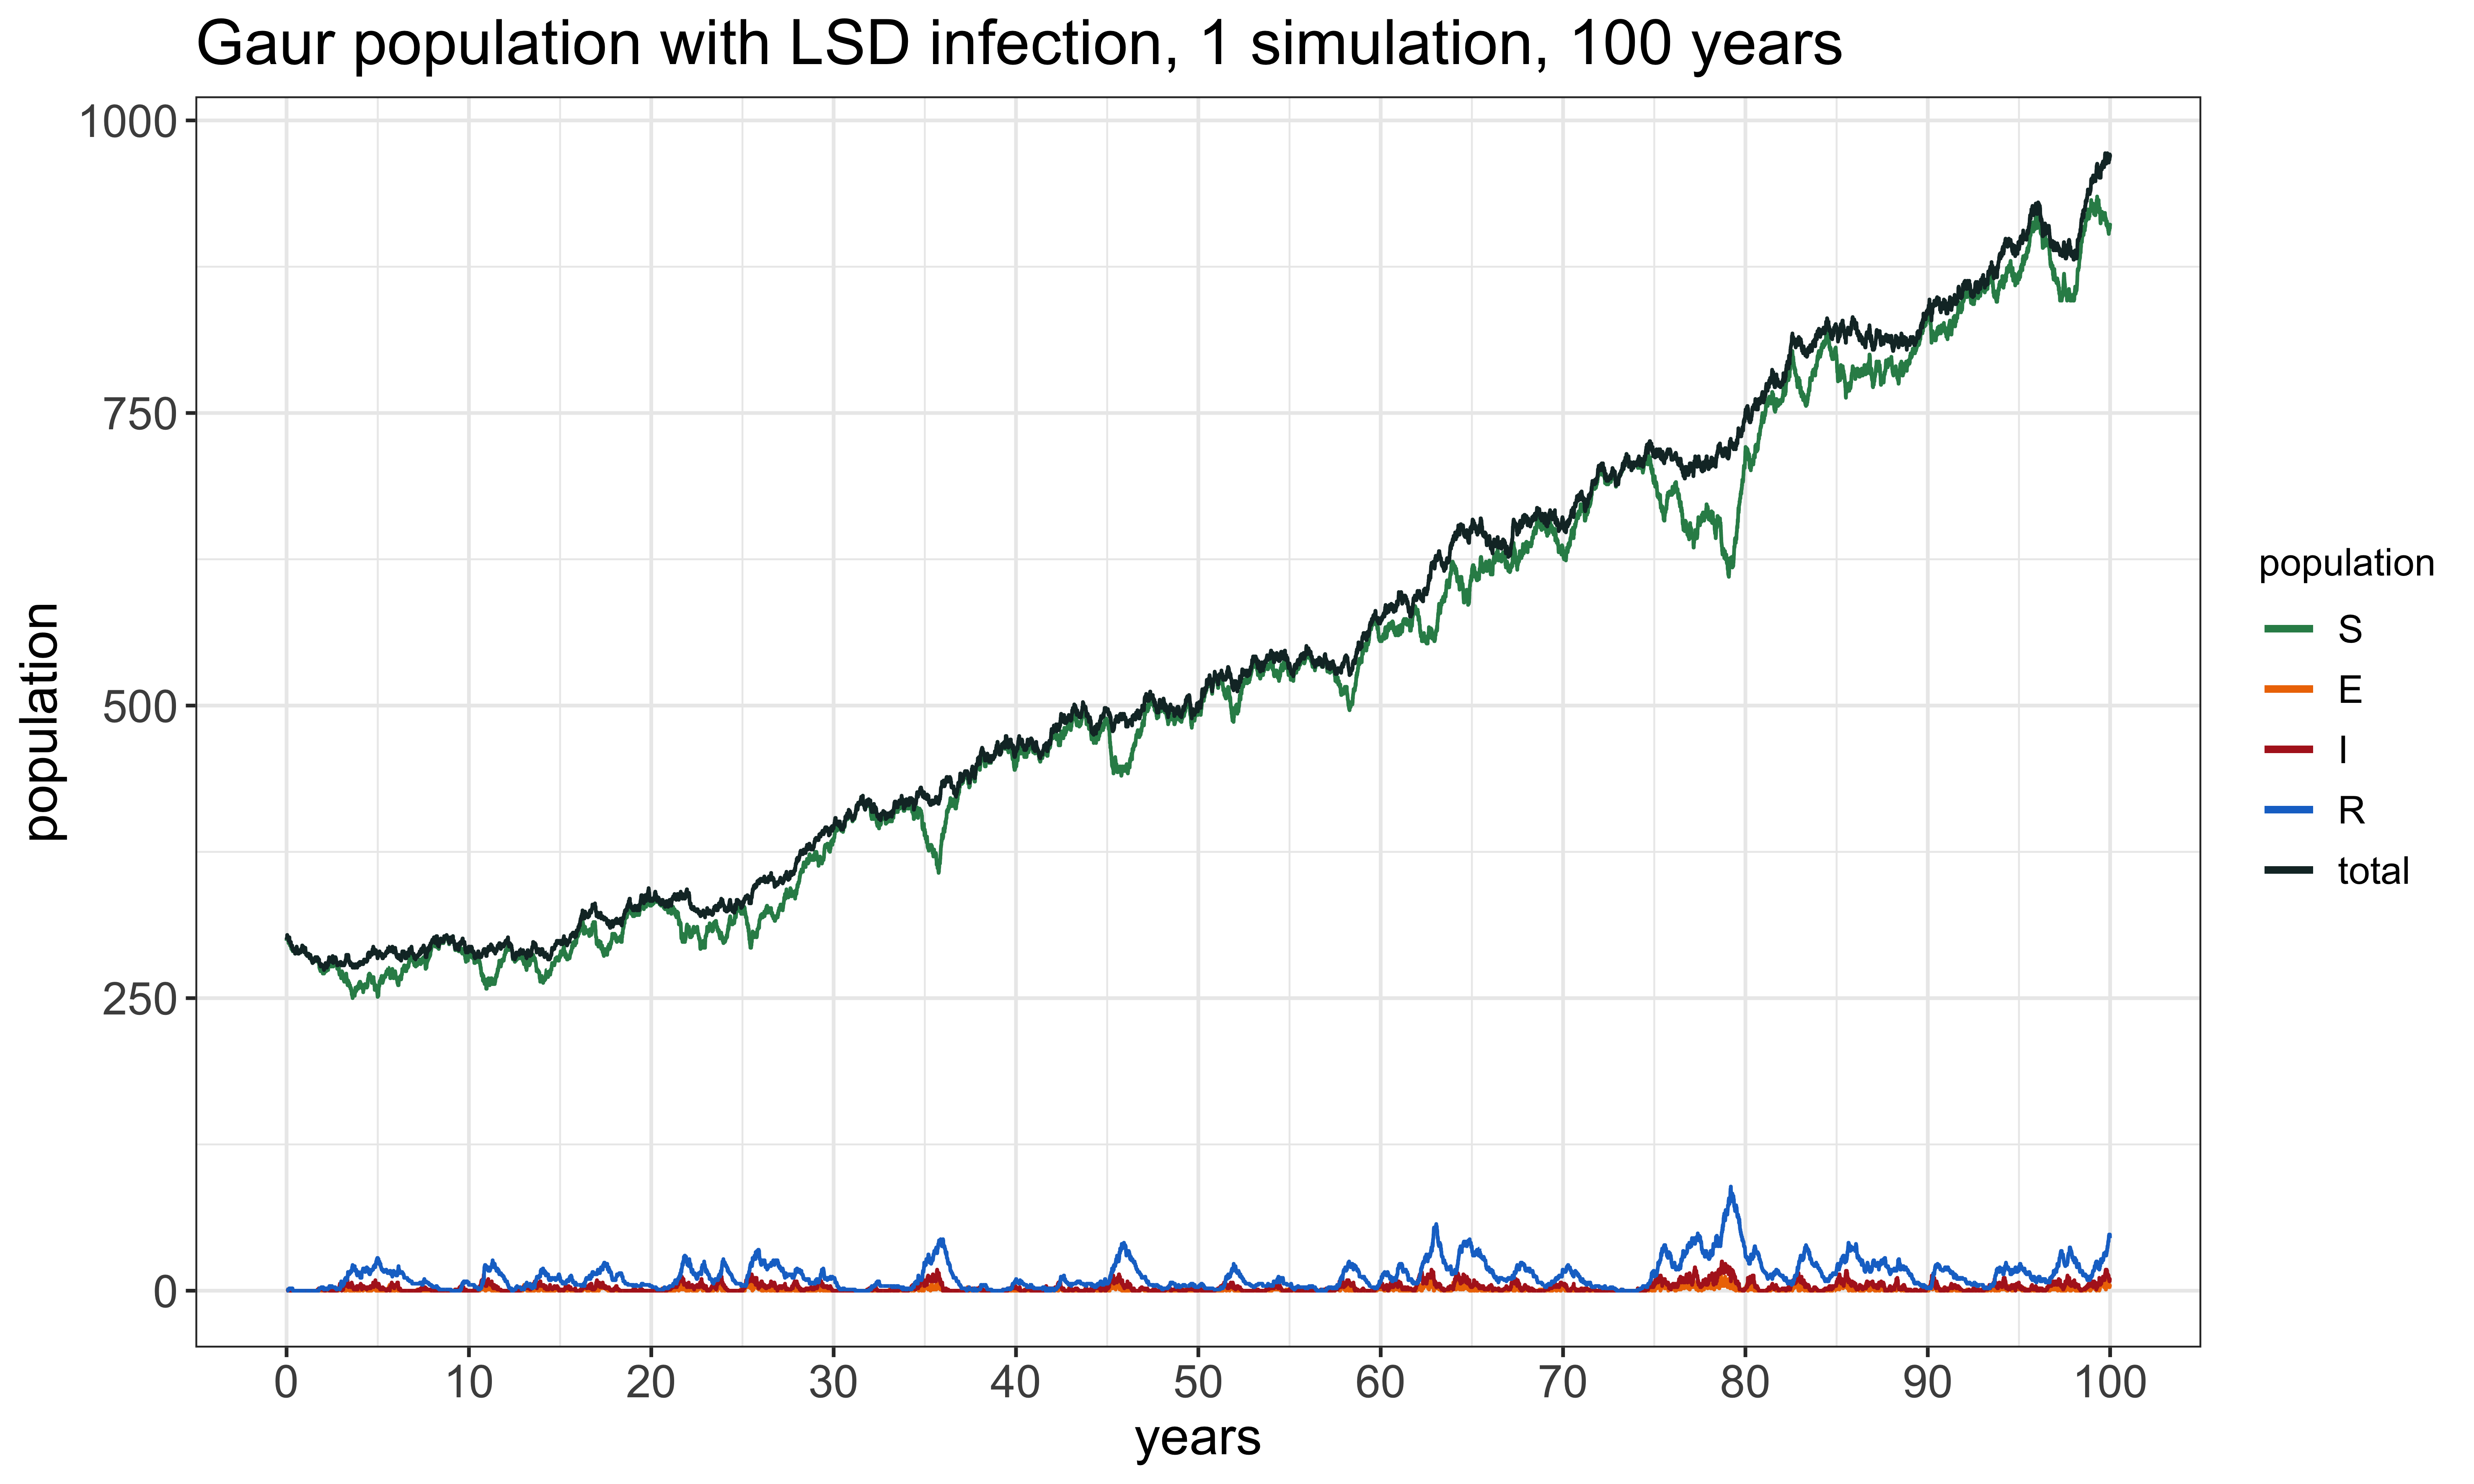 Gaur population with LSD infection, 1 simulation, 100 years
1000
750
500
250
0
population
0 10 20 30 40 50 60 70 80 90 100
years
population
S
E
I
R
total